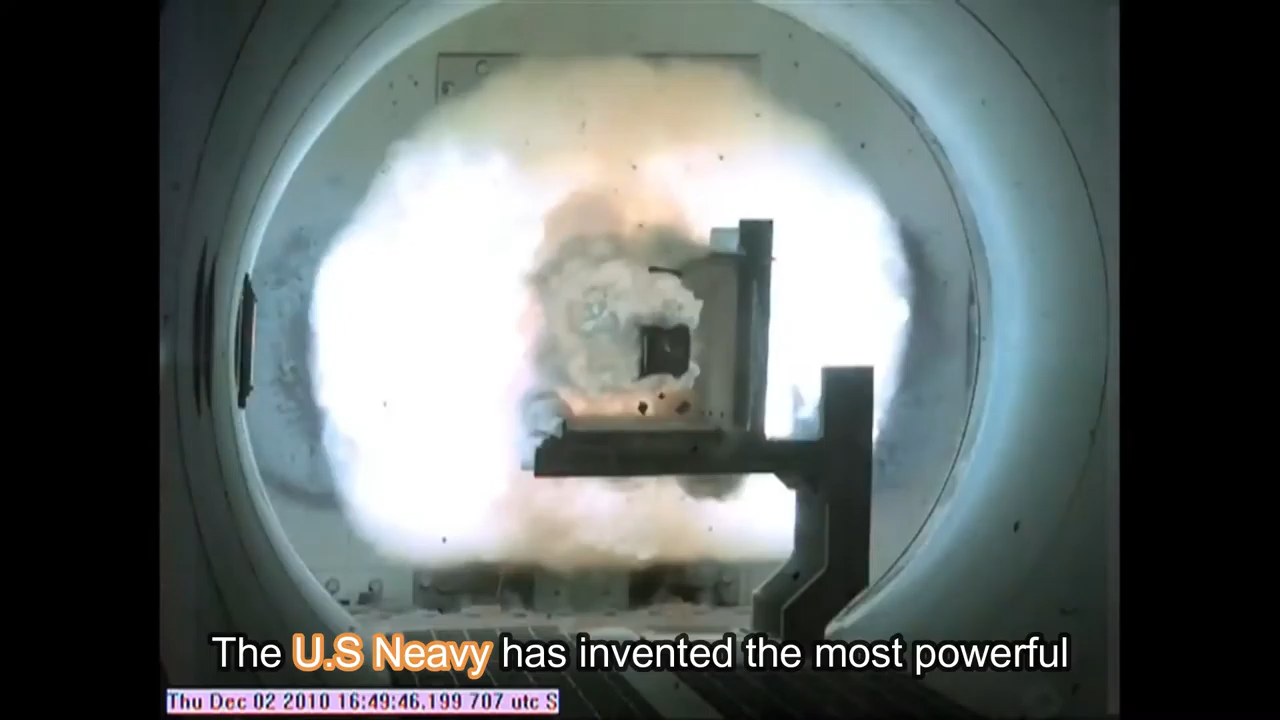 The U.S Neavy has invented the most powerful
Thu Dec 02 2010 16:49:46.199 707 utc S